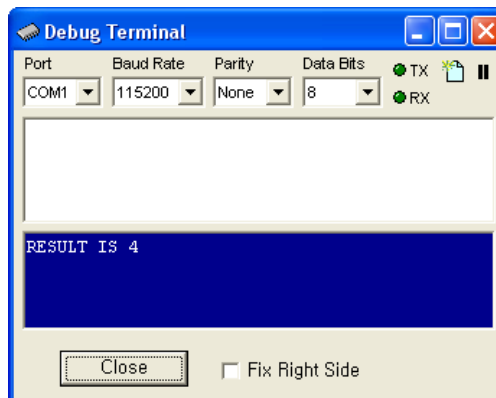 Debug Terminal
Port Baud Rate Parity Data Bits
COM1 115200 None 8
TX
RX
RESULT IS 4
Close Fix Right Side